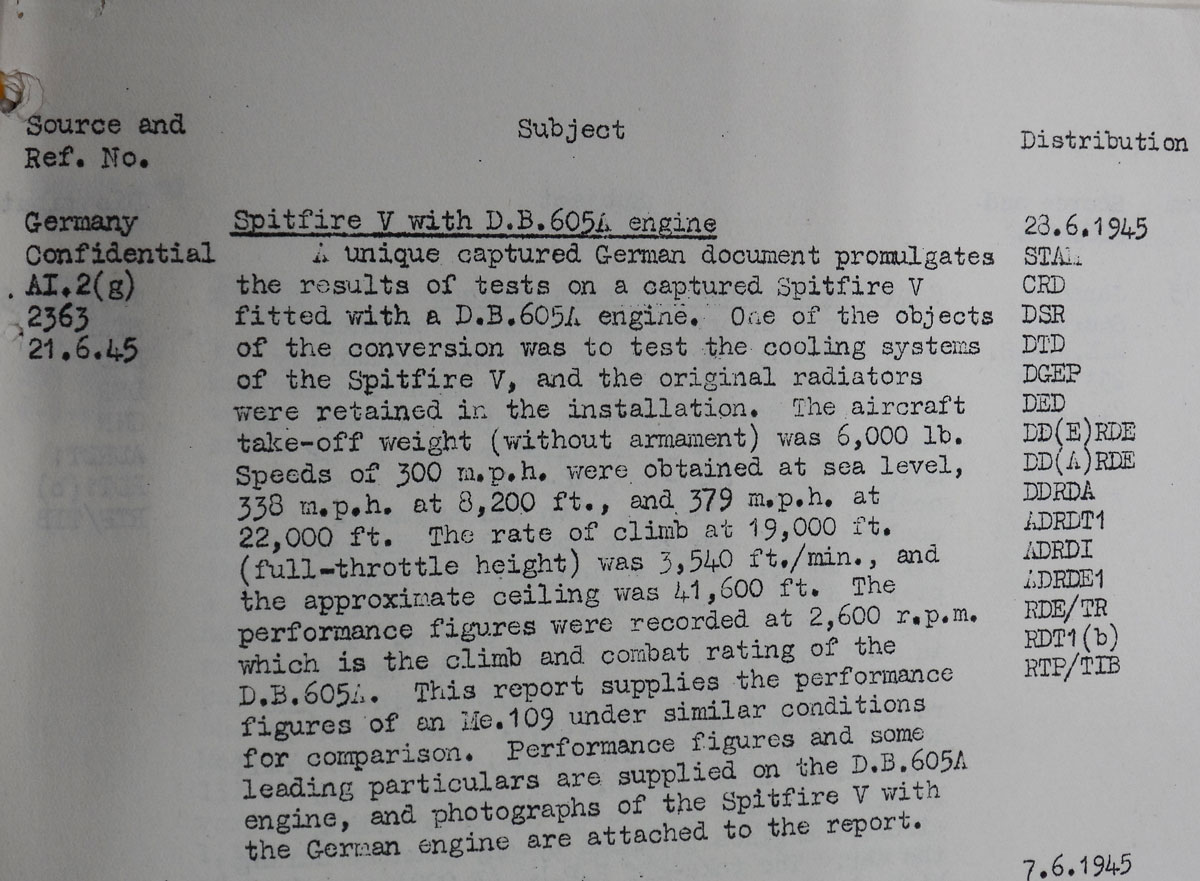 Source and
Ref. No.
Subject
Distribution
Germany
Confidential
AI.2(g)
2363
21.6.45
Spitfire V with D.B.605A engine
A unique captured German document promulgates
the results of tests on a captured Spitfire V
fitted with a D.B.605A engine. One of the objects
of the conversion was to test the cooling systems
of the Spitfire V, and the original radiators
were retained in the installation. The aircraft
take-off weight (without armament) was 6,000 lb.
Speeds of 300 m.p.h. were obtained at sea level,
338 m.p.h. at 8,200 ft., and 379 m.p.h. at
22,000 ft. The rate of climb at 19,000 ft.
(full-throttle height) was 3,540 ft./min., and
the approximate ceiling was 41,600 ft. The
performance figures were recorded at 2,600 r.p.m.
which is the climb and combat rating of the
D.B.605A. This report supplies the performance
figures of an Me.109 under similar conditions
for comparison. Performance figures and some
leading particulars are supplied on the D.B.605A
engine, and photographs of the Spitfire V with
the German engine are attached to the report.
28.6.1945
CRD
DSR
DTD
DGEP
DED
DD(E)RDE
DD(A)RDE
DDRDA
ADRDT1
ADRDI
ADRDE1
RDE/TR
RDT1(b)
RTP/TIB
7.6.1945